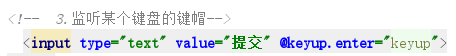 <!--  3.监听某个键盘的键帽-->
<input type="text" value="提交" @keyup.enter="keyup">